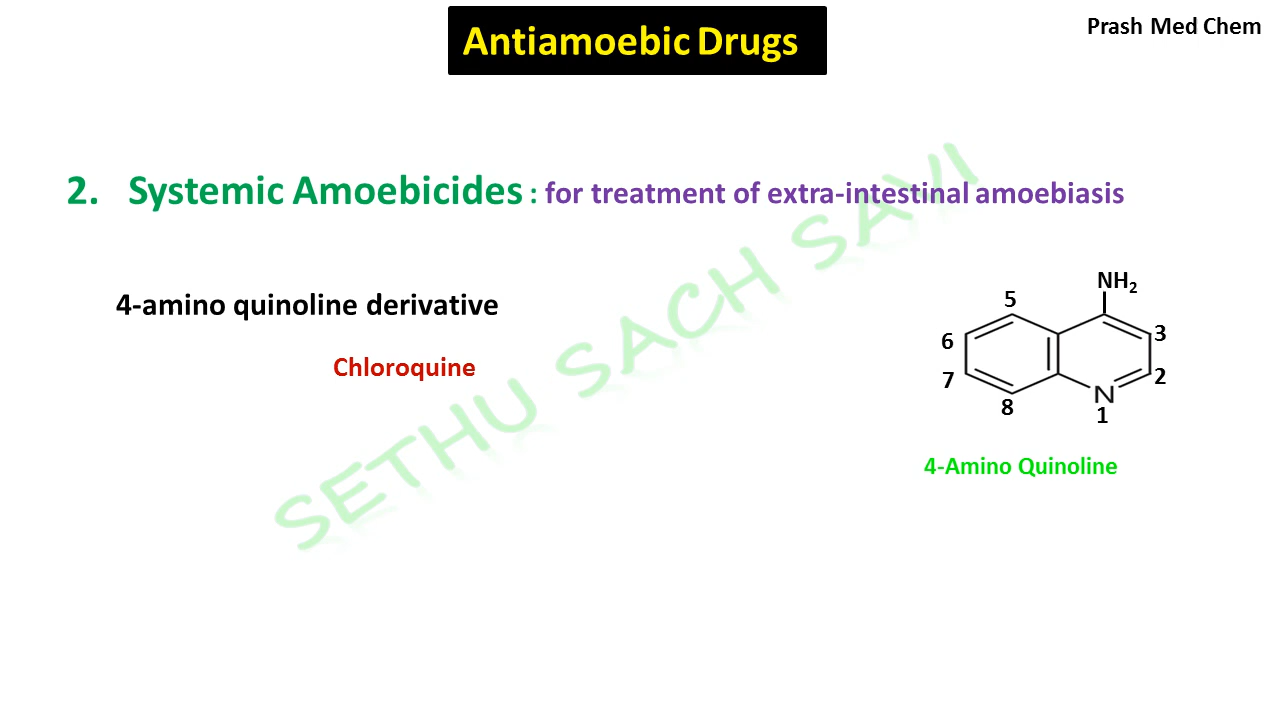 Antiamoebic Drugs
Prash Med Chem
2. Systemic Amoebicides : for treatment of extra-intestinal amoebiasis
4-amino quinoline derivative
Chloroquine
NH₂
5
6
7
8
3
2
N
1
4-Amino Quinoline
SETHU SACH SAVI